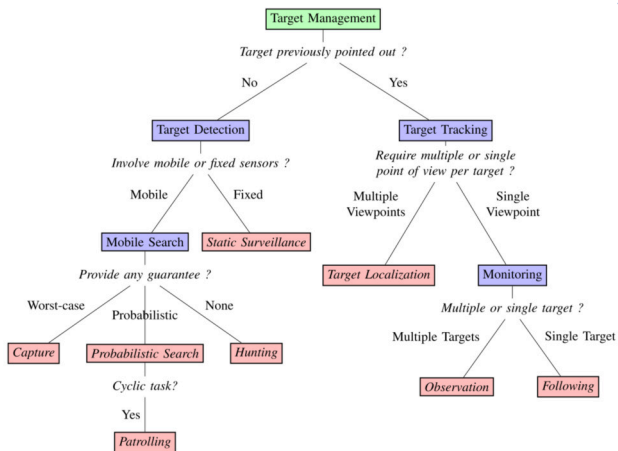 Target Management
Target previously pointed out ?
No
Yes
Target Detection
Target Tracking
Involve mobile or fixed sensors ?
Require multiple or single
point of view per target ?
Mobile
Fixed
Multiple
Viewpoints
Single
Viewpoint
Mobile Search
Static Surveillance
Target Localization
Monitoring
Provide any guarantee ?
Multiple or single target ?
Worst-case
Probabilistic
None
Multiple Targets
Single Target
Capture
Probabilistic Search
Hunting
Observation
Following
Cyclic task?
Yes
Patrolling